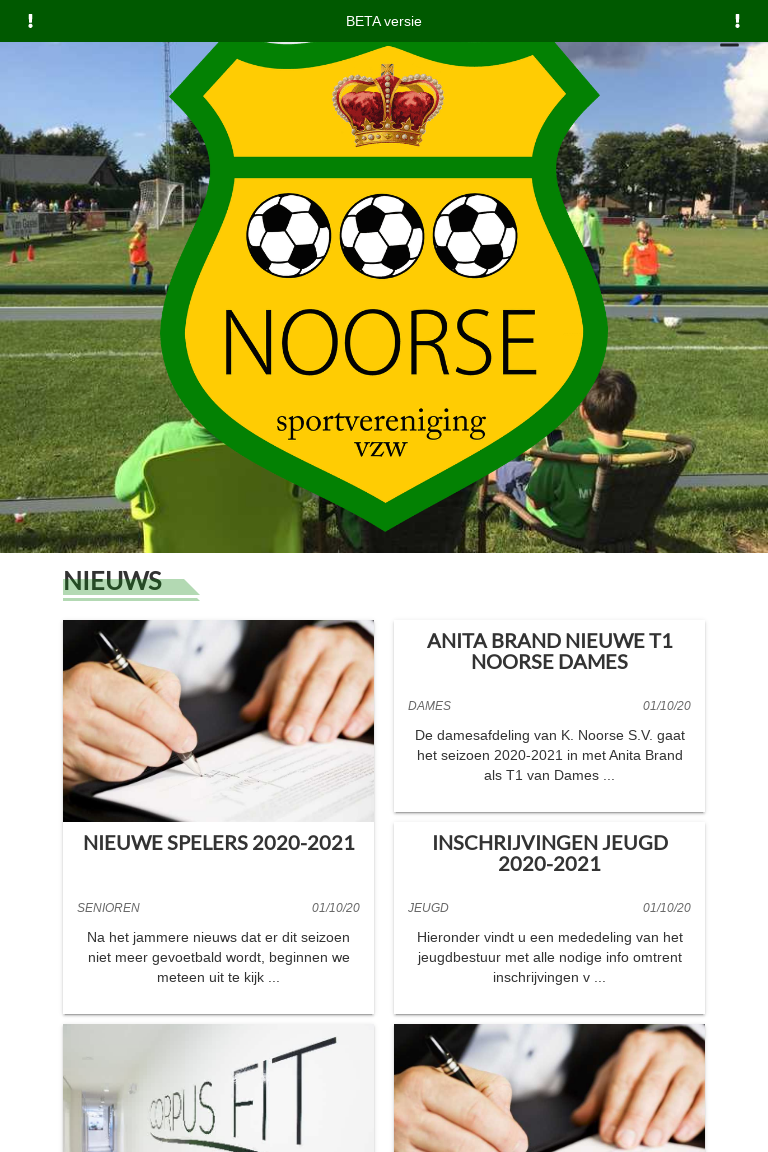 BETA versie
NOORSE
sportvereniging
vzw
NIEUWS
NIEUWE SPELERS 2020-2021
SENIOREN 01/10/20
Na het jammere nieuws dat er dit seizoen
niet meer gevoetbald wordt, beginnen we
meteen uit te kijk ...
ANITA BRAND NIEUWE T1
NOORSE DAMES
DAMES 01/10/20
De damesafdeling van K. Noorse S.V. gaat
het seizoen 2020-2021 in met Anita Brand
als T1 van Dames ...
INSCHRIJVINGEN JEUGD
2020-2021
JEUGD 01/10/20
Hieronder vindt u een mededeling van het
jeugdbestuur met alle nodige info omtrent
inschrijvingen v ...
CORPUS FIT